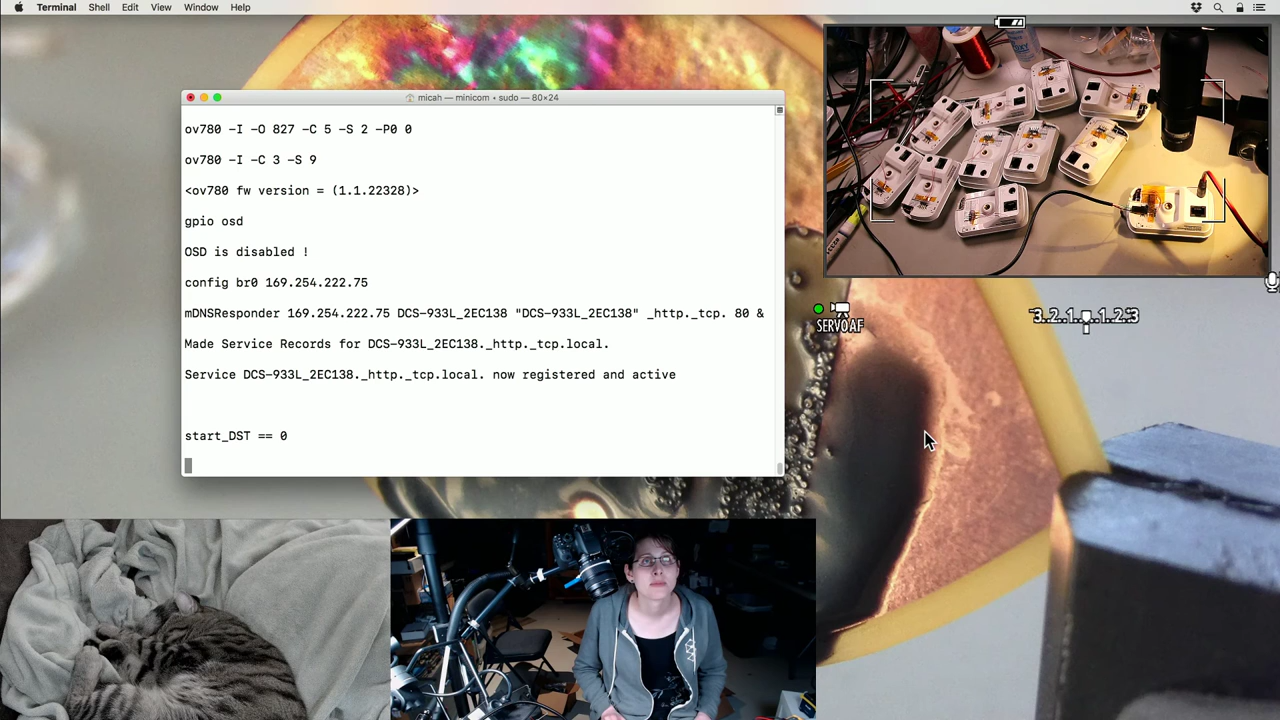 Terminal Shell Edit View Window Help
micah — minicom • sudo — 80×24
ov780 -I -O 827 -C 5 -S 2 -P0 0
ov780 -I -C 3 -S 9
<ov780 fw version = (1.1.22328)>
gpio osd
OSD is disabled !
config br0 169.254.222.75
mDNSResponder 169.254.222.75 DCS-933L_2EC138 "DCS-933L_2EC138" _http._tcp. 80 &
Made Service Records for DCS-933L_2EC138._http._tcp.local.
Service DCS-933L_2EC138._http._tcp.local. now registered and active
start_DST == 0
SERVO AF
3..2..1..1..2..3